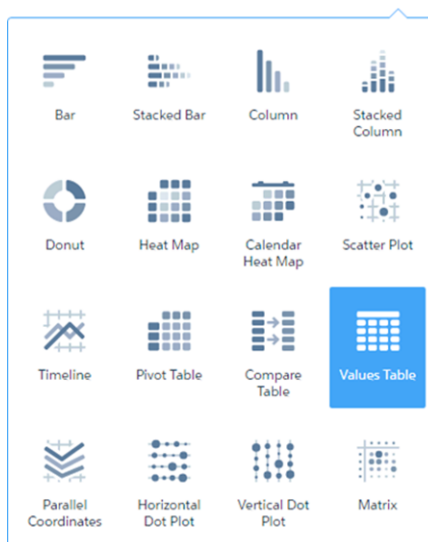 Bar
Stacked Bar
Column
Stacked
Column
Donut
Heat Map
Calendar
Heat Map
Scatter Plot
Timeline
Pivot Table
Compare
Table
Values Table
Parallel
Coordinates
Horizontal
Dot Plot
Vertical Dot
Plot
Matrix